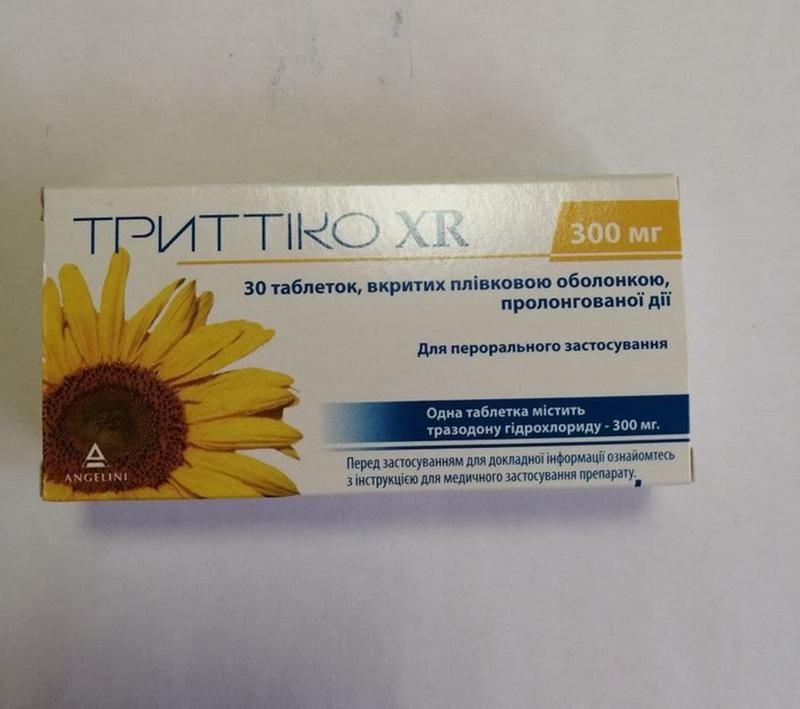 ТРИТТІКО XR
300 мг
30 таблеток, вкритих плівковою оболонкою,
пролонгованої дії
Для перорального застосування
Одна таблетка містить
тразодону гідрохлориду - 300 мг.
Перед застосуванням для докладної інформації ознайомтесь
з інструкцією для медичного застосування препарату.
ANGELINI